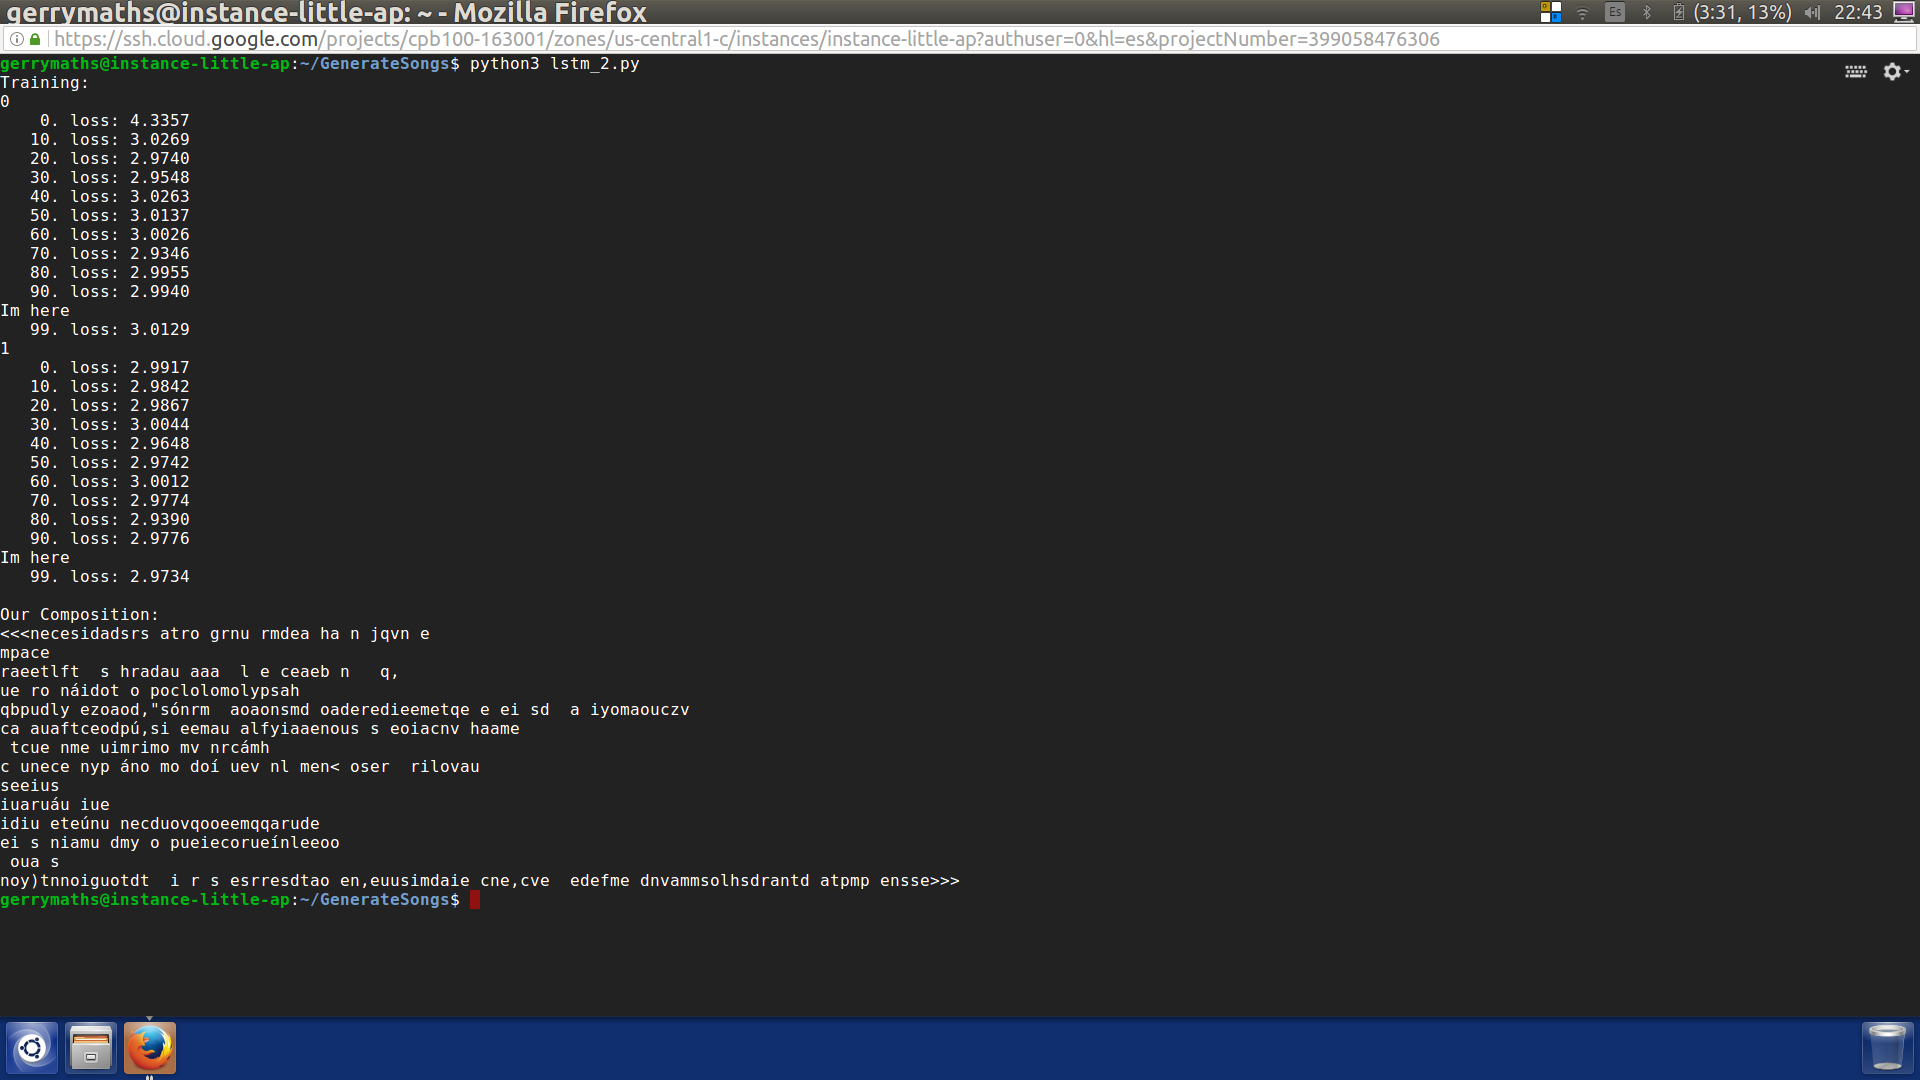 gerrymaths@instance-little-ap: ~ - Mozilla Firefox
Es
(3:31, 13%)
22:43
https://ssh.cloud.google.com/projects/cpb100-163001/zones/us-central1-c/instances/instance-little-ap?authuser=0&hl=es&projectNumber=399058476306
gerrymaths@instance-little-ap:~/GenerateSongs$ python3 lstm_2.py
Training:
0
    0. loss: 4.3357
   10. loss: 3.0269
   20. loss: 2.9740
   30. loss: 2.9548
   40. loss: 3.0263
   50. loss: 3.0137
   60. loss: 3.0026
   70. loss: 2.9346
   80. loss: 2.9955
   90. loss: 2.9940
Im here
   99. loss: 3.0129
1
    0. loss: 2.9917
   10. loss: 2.9842
   20. loss: 2.9867
   30. loss: 3.0044
   40. loss: 2.9648
   50. loss: 2.9742
   60. loss: 3.0012
   70. loss: 2.9774
   80. loss: 2.9390
   90. loss: 2.9776
Im here
   99. loss: 2.9734

Our Composition:
<<<necesidadsrs atro grnu rmdea ha n jqvn e
mpace
raeetlft  s hradau aaa  l e ceaeb n   q,
ue ro náidot o poclolomolypsah
qbpudly ezoaod,"sónrm  aoaonsmd oaderedieemetqe e ei sd  a iyomaouczv
ca auaftceodpú,si eemau alfyiaaenous s eoiacnv haame
 tcue nme uimrimo mv nrcámh
c unece nyp áno mo doí uev nl men< oser  rilovau
seeius
iuaruáu iue
idiu eteúnu necduovqooeemqqarude
ei s niamu dmy o pueiecorueínleeoo
 oua s
noy)tnnoiguotdt  i r s esrresdtao en,euusimdaie cne,cve  edefme dnvammsolhsdrantd atpmp ensse>>>
gerrymaths@instance-little-ap:~/GenerateSongs$